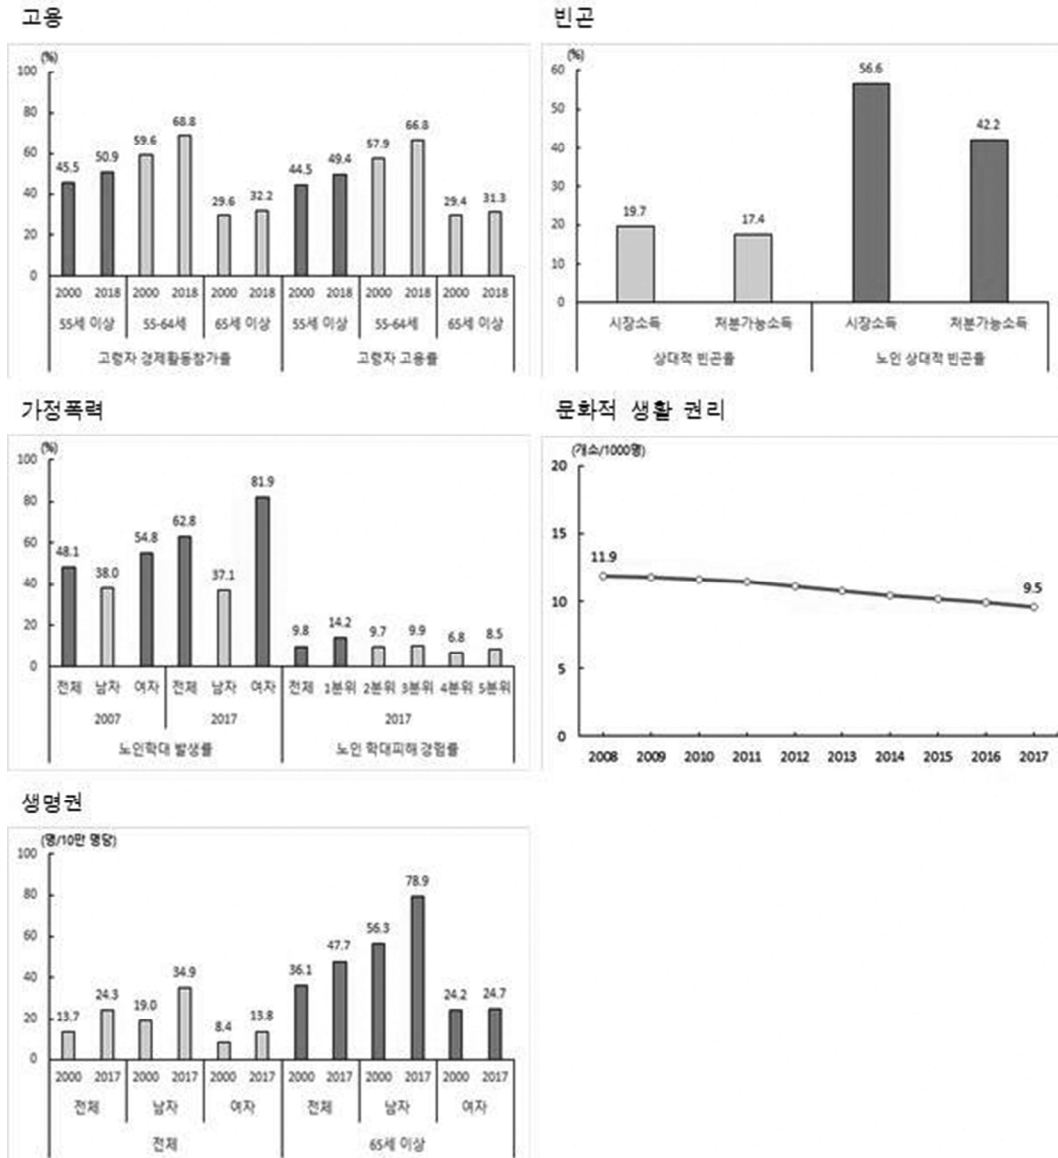 고용
(%)
100
80
60
40
20
0
45.5 50.9 59.6 68.8 29.6 32.2 44.5 49.4 57.9 66.8 29.4 31.3
2000 2018 2000 2018 2000 2018 2000 2018 2000 2018 2000 2018
55세 이상 55-64세 65세 이상 55세 이상 55-64세 65세 이상
고령자 경제활동참가율 고령자 고용률
빈곤
(%)
60
50
40
30
20
10
0
19.7 17.4 56.6 42.2
시장소득 처분가능소득 시장소득 처분가능소득
상대적 빈곤율 노인 상대적 빈곤율
가정폭력
(%)
100
80
60
40
20
0
48.1 38.0 54.8 62.8 37.1 81.9 9.8 14.2 9.7 9.9 6.8 8.5
전체 남자 여자 전체 남자 여자 전체 1분위 2분위 3분위 4분위 5분위
2007 2017 2017
노인학대 발생률 노인 학대피해 경험률
문화적 생활 권리
(개소/1000명)
20
15
10
5
0
11.9 9.5
2008 2009 2010 2011 2012 2013 2014 2015 2016 2017
생명권
(명/10만 명당)
100
80
60
40
20
0
13.7 24.3 19.0 34.9 8.4 13.8 36.1 47.7 56.3 78.9 24.2 24.7
2000 2017 2000 2017 2000 2017 2000 2017 2000 2017 2000 2017
전체 남자 여자 전체 남자 여자
전체 65세 이상